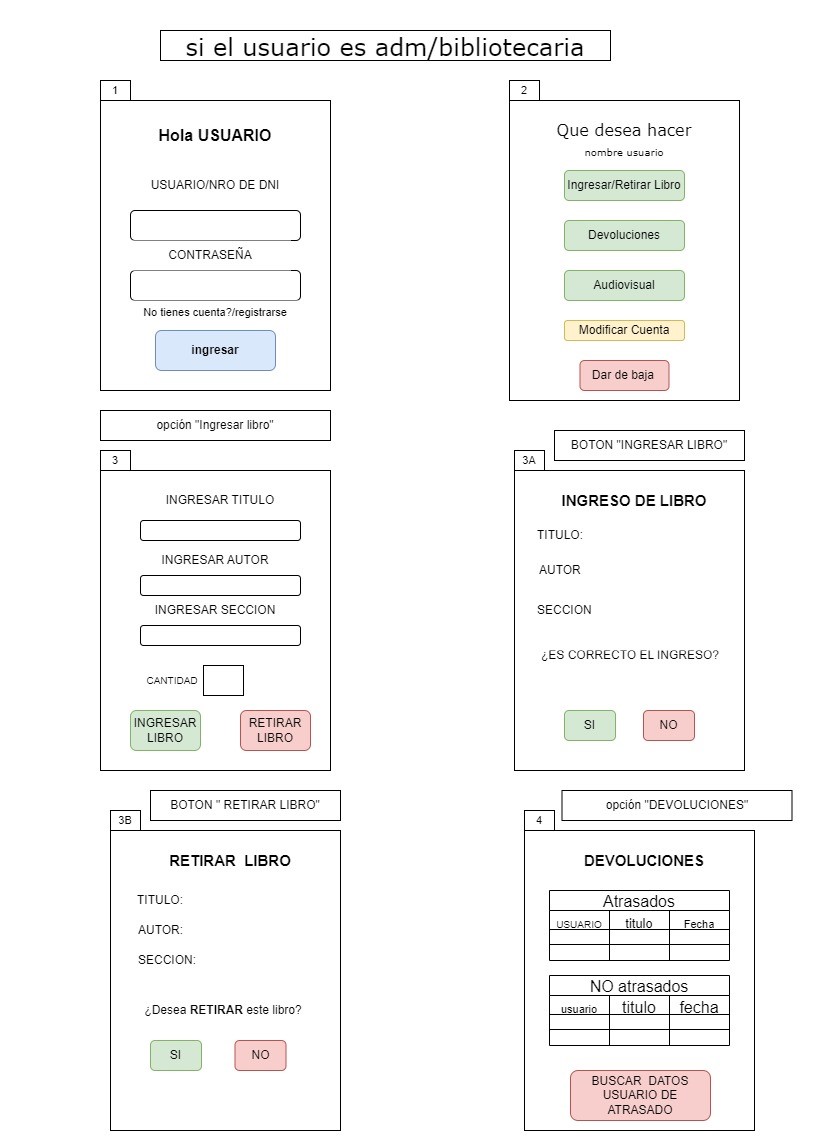 si el usuario es adm/bibliotecaria
1
Hola USUARIO
USUARIO/NRO DE DNI
CONTRASEÑA
No tienes cuenta?/registrarse
ingresar
2
Que desea hacer
nombre usuario
Ingresar/Retirar Libro
Devoluciones
Audiovisual
Modificar Cuenta
Dar de baja
opción "Ingresar libro"
3
INGRESAR TITULO
INGRESAR AUTOR
INGRESAR SECCION
CANTIDAD
INGRESAR
LIBRO
RETIRAR
LIBRO
BOTON "INGRESAR LIBRO"
3A
INGRESO DE LIBRO
TITULO:
AUTOR
SECCION
¿ES CORRECTO EL INGRESO?
SI
NO
BOTON " RETIRAR LIBRO"
3B
RETIRAR LIBRO
TITULO:
AUTOR:
SECCION:
¿Desea RETIRAR este libro?
SI
NO
opción "DEVOLUCIONES"
4
DEVOLUCIONES
Atrasados
USUARIO titulo Fecha
NO atrasados
usuario titulo fecha
BUSCAR DATOS
USUARIO DE
ATRASADO